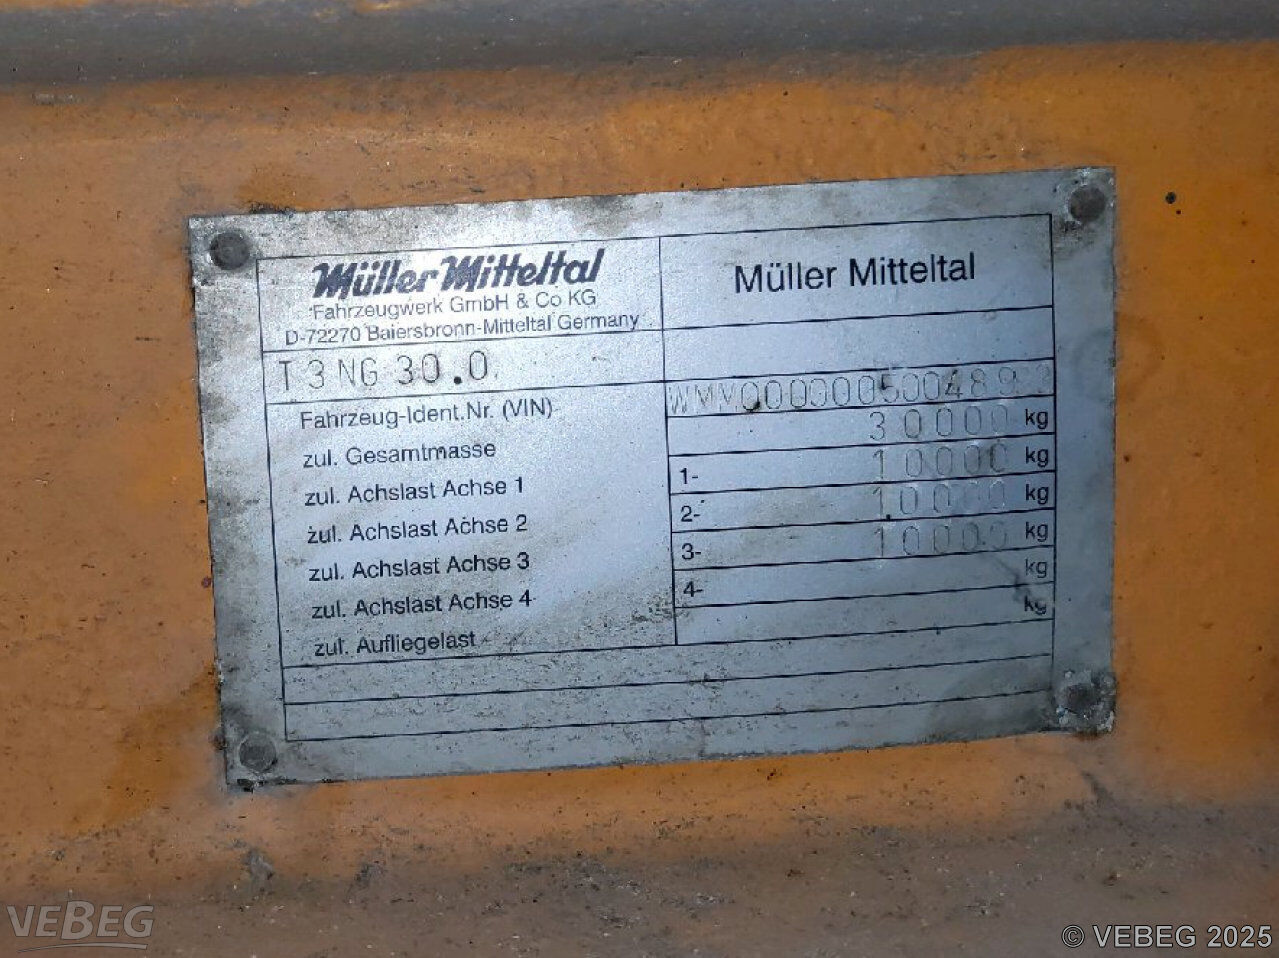 Müller Mitteltal
Fahrzeugwerk GmbH & Co KG
D-72270 Baiersbronn-Mitteltal Germany
Müller Mitteltal
T 3 NG 30.0
Fahrzeug-Ident.Nr. (VIN)
zul. Gesamtmasse 30000 kg
zul. Achslast Achse 1 1- 10000 kg
zul. Achslast Achse 2 2- 10000 kg
zul. Achslast Achse 3 3- 10000 kg
zul. Achslast Achse 4 4- kg
zul. Aufliegelast kg
VEBEG
© VEBEG 2025